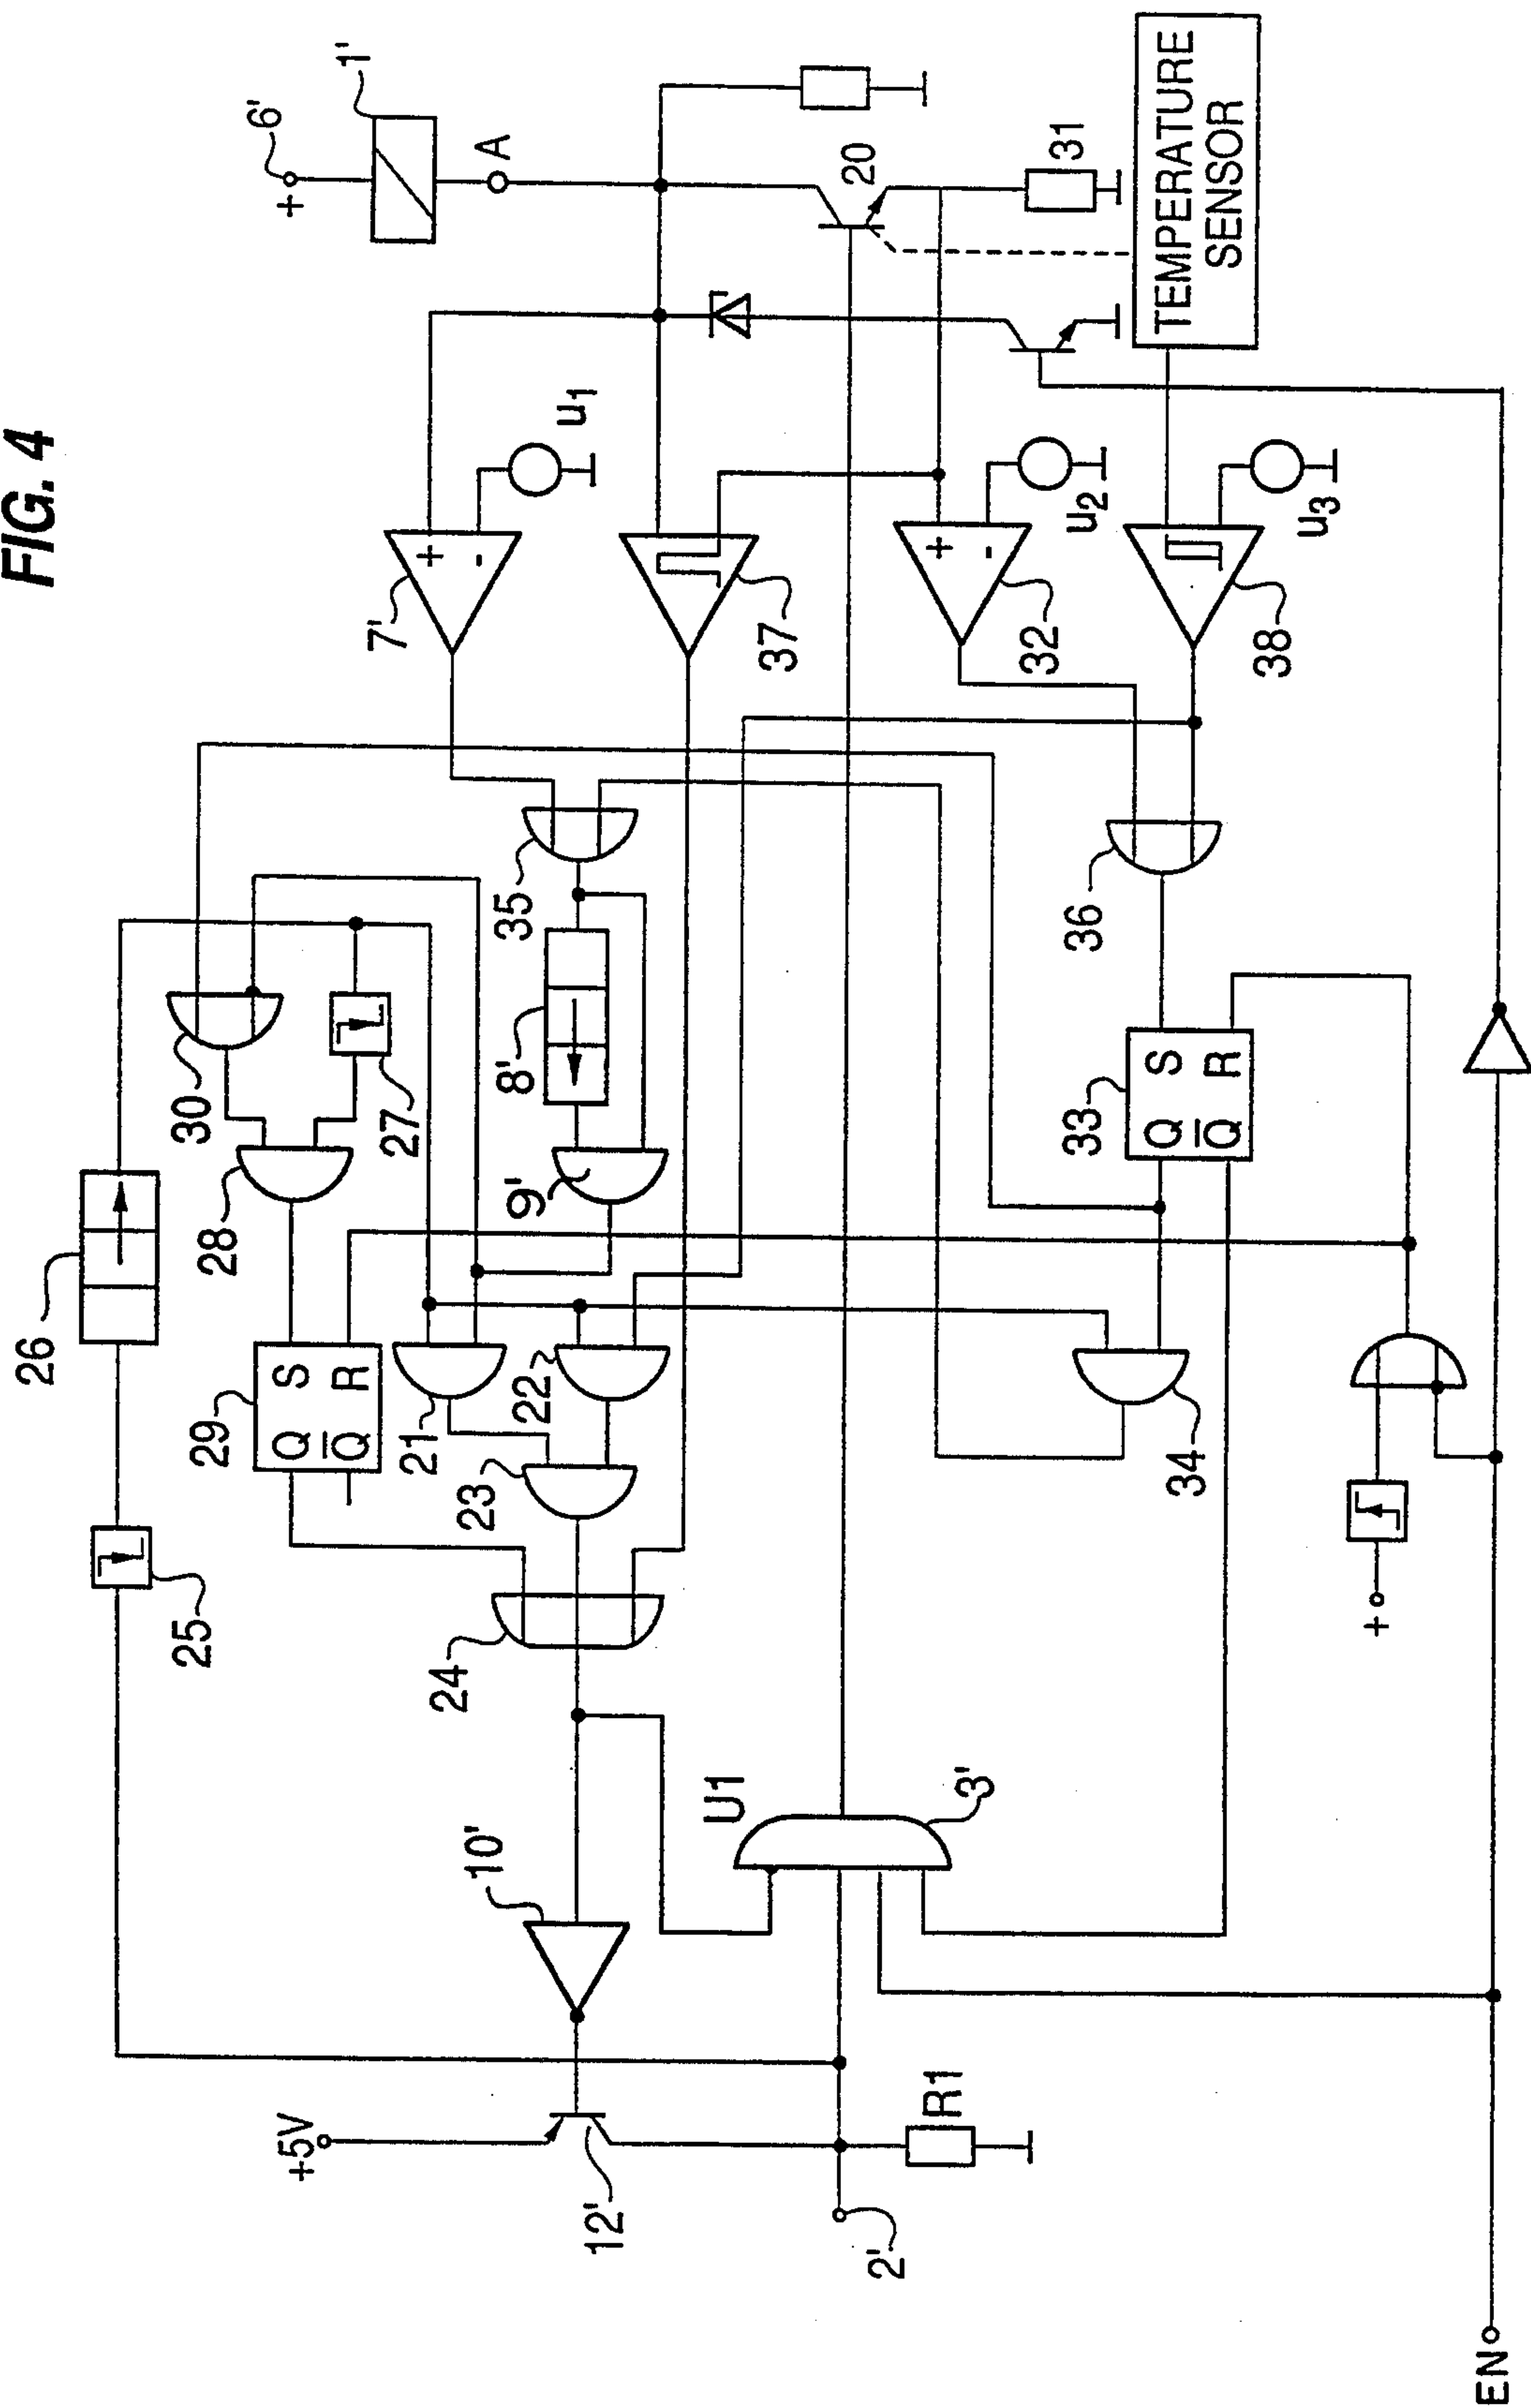 FIG. 4
6'
+
1'
A
20
31
TEMPERATURE
SENSOR
u1
+
-
7'
37
+
-
u2
32
u3
38
35
36
30
27
28
8'
9'
33
S
R
Q
Q̅
26
29
S
R
Q
Q̅
21
22
23
34
25
24
+
U1
3'
10'
+5V
12'
R1
2'
EN